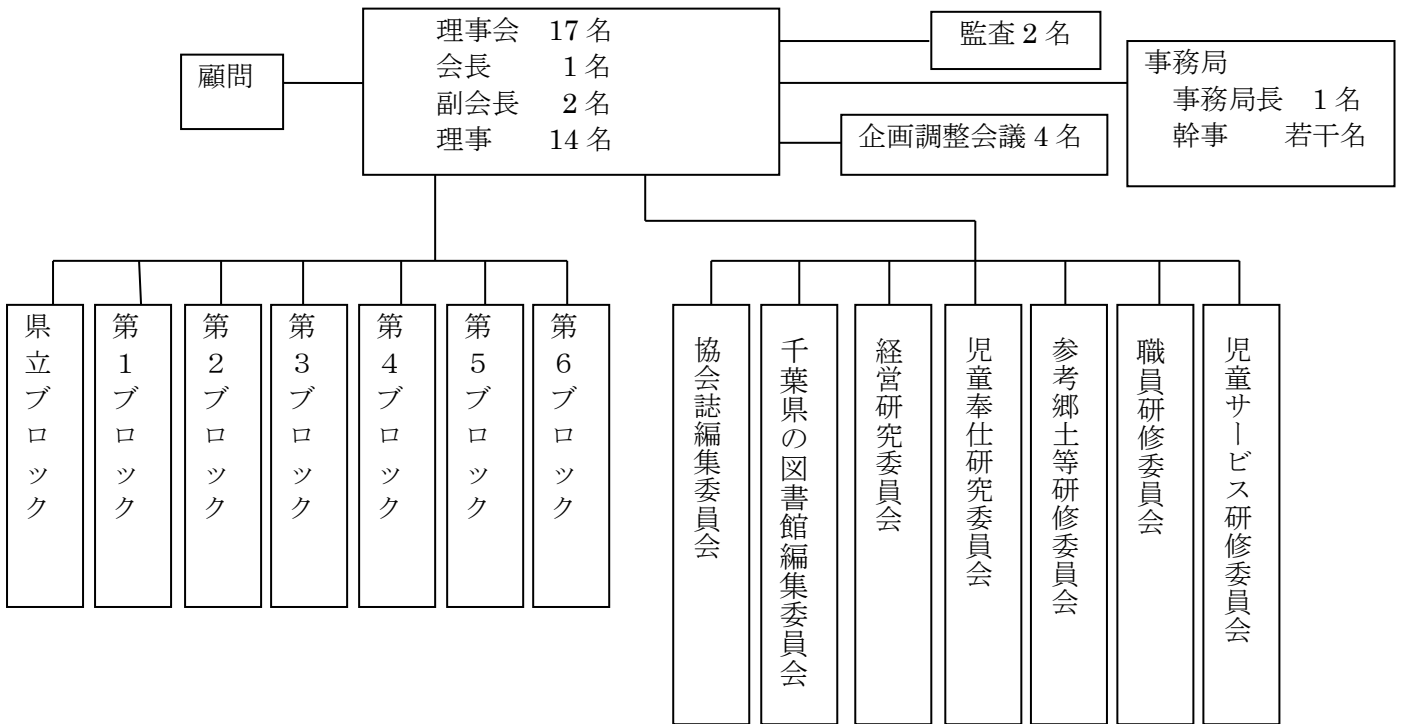 顧問
理事会 17名
会長 1名
副会長 2名
理事 14名
監査2名
事務局
事務局長 1名
幹事 若干名
企画調整会議4名
県立ブロック
第1ブロック
第2ブロック
第3ブロック
第4ブロック
第5ブロック
第6ブロック
協会誌編集委員会
千葉県の図書館編集委員会
経営研究委員会
児童奉仕研究委員会
参考郷土等研修委員会
職員研修委員会
児童サービス研修委員会